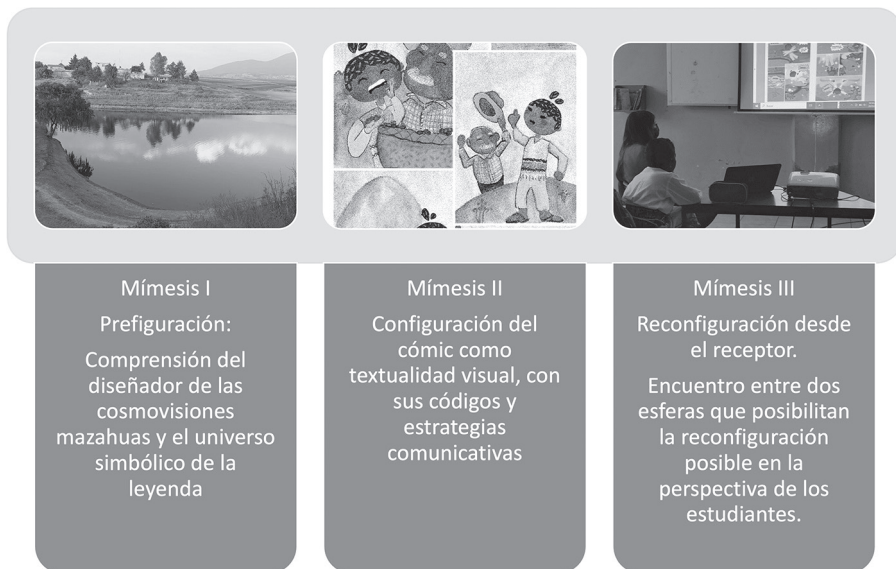 Mímesis I
Prefiguración:
Comprensión del
diseñador de las
cosmovisiones
mazahuas y el universo
simbólico de la
leyenda
Mímesis II
Configuración del
cómic como
textualidad visual, con
sus códigos y
estrategias
comunicativas
Mímesis III
Reconfiguración desde
el receptor.
Encuentro entre dos
esferas que posibilitan
la reconfiguración
posible en la
perspectiva de los
estudiantes.